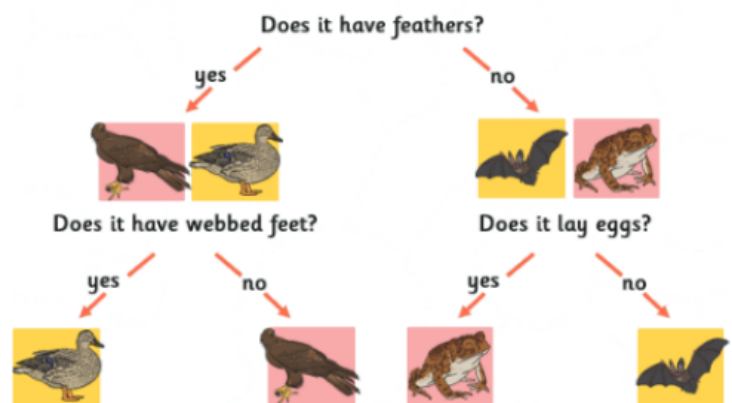 Does it have feathers?
yes
no
Does it have webbed feet?
Does it lay eggs?
yes
no
yes
no